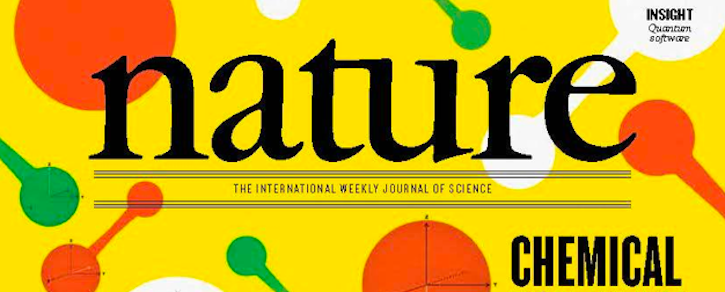 INSIGHT
Quantum
software
nature
THE INTERNATIONAL WEEKLY JOURNAL OF SCIENCE
CHEMICAL